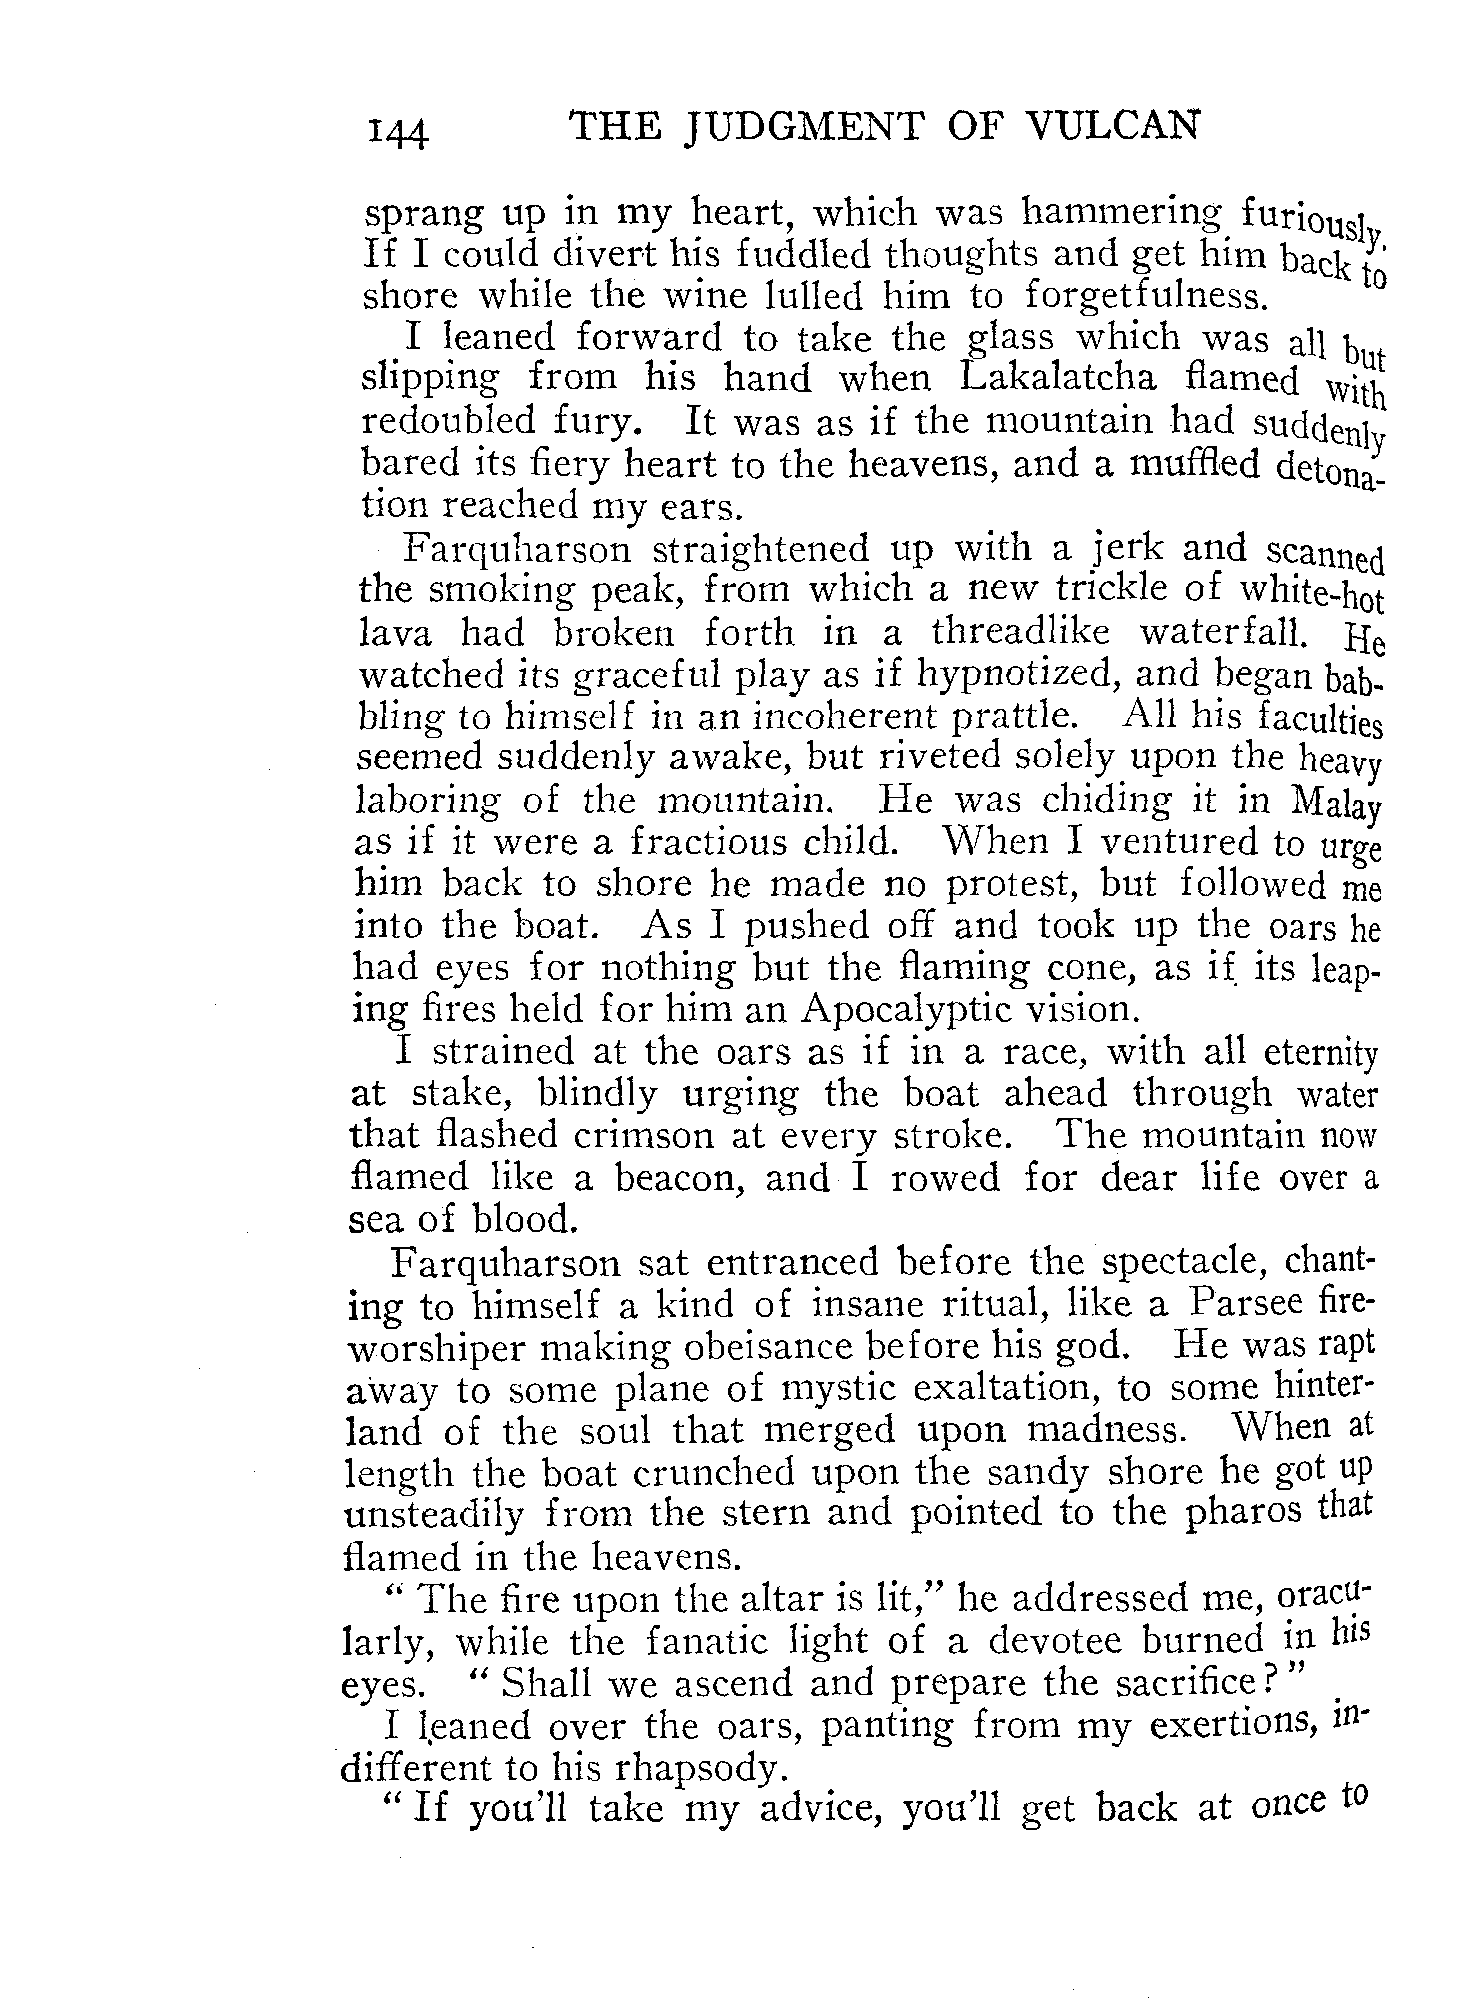 144 THE JUDGMENT OF VULCAN
sprang up in my heart, which was hammering furiously.
If I could divert his fuddled thoughts and get him back to
shore while the wine lulled him to forgetfulness.
I leaned forward to take the glass which was all but
slipping from his hand when Lakalatcha flamed with
redoubled fury. It was as if the mountain had suddenly
bared its fiery heart to the heavens, and a muffled detona-
tion reached my ears.
Farquharson straightened up with a jerk and scanned
the smoking peak, from which a new trickle of white-hot
lava had broken forth in a threadlike waterfall. He
watched its graceful play as if hypnotized, and began bab-
bling to himself in an incoherent prattle. All his faculties
seemed suddenly awake, but riveted solely upon the heavy
laboring of the mountain. He was chiding it in Malay
as if it were a fractious child. When I ventured to urge
him back to shore he made no protest, but followed me
into the boat. As I pushed off and took up the oars he
had eyes for nothing but the flaming cone, as if its leap-
ing fires held for him an Apocalyptic vision.
I strained at the oars as if in a race, with all eternity
at stake, blindly urging the boat ahead through water
that flashed crimson at every stroke. The mountain now
flamed like a beacon, and I rowed for dear life over a
sea of blood.
Farquharson sat entranced before the spectacle, chant-
ing to himself a kind of insane ritual, like a Parsee fire-
worshiper making obeisance before his god. He was rapt
away to some plane of mystic exaltation, to some hinter-
land of the soul that merged upon madness. When at
length the boat crunched upon the sandy shore he got up
unsteadily from the stern and pointed to the pharos that
flamed in the heavens.
" The fire upon the altar is lit," he addressed me, oracu-
larly, while the fanatic light of a devotee burned in his
eyes. " Shall we ascend and prepare the sacrifice? "
I leaned over the oars, panting from my exertions, in-
different to his rhapsody.
" If you'll take my advice, you'll get back at once to